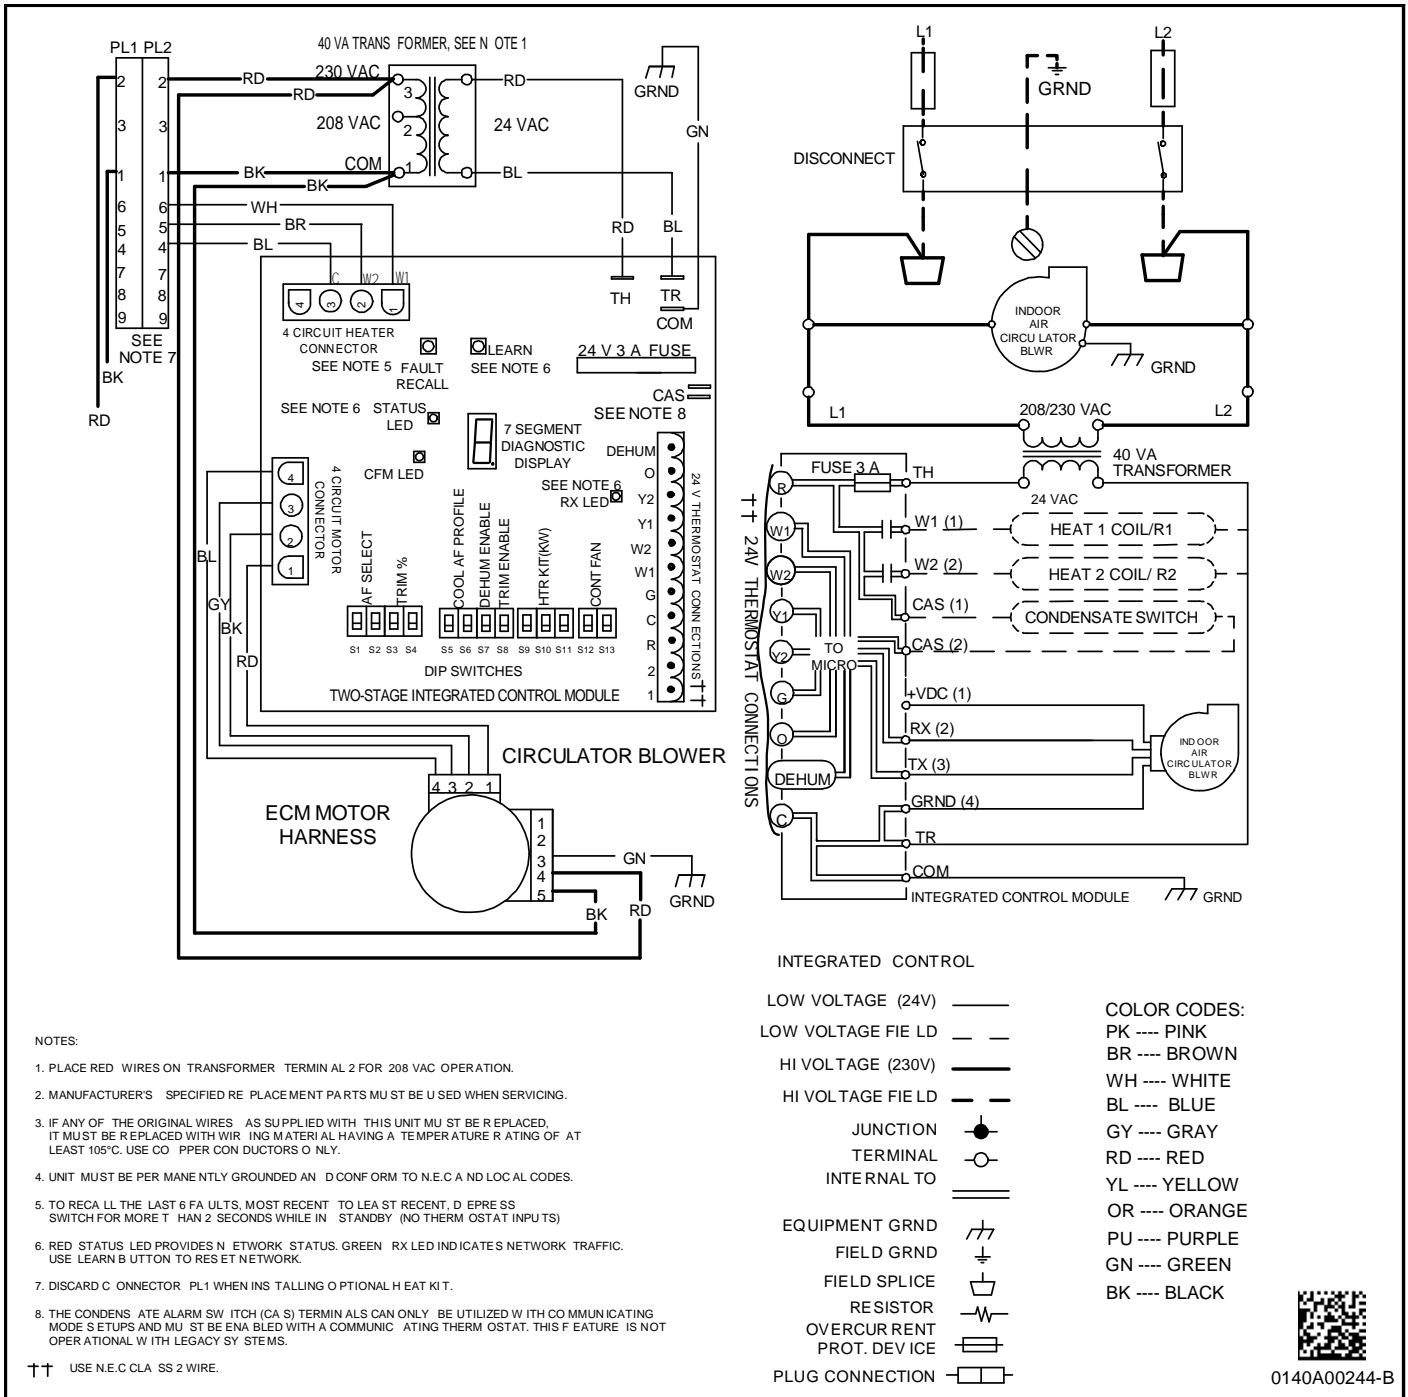 PL1 PL2
40 VA TRANS FORMER, SEE N OTE 1
230 VAC
208 VAC
COM
24 VAC
3
2
1
RD
RD
BK
BK
WH
BR
BL
RD
BL
RD
BL
GN
GRND
2 2
3 3
1 1
6 6
5 5
4 4
7 7
8 8
9 9
SEE
NOTE 7
BK
RD
C W2 W1
4 3 2 1
4 CIRCUIT HEATER
CONNECTOR
SEE NOTE 5
FAULT
RECALL
LEARN
SEE NOTE 6
TH
TR
COM
24 V 3 A FUSE
CAS
SEE NOTE 8
SEE NOTE 6
STATUS
LED
CFM LED
7 SEGMENT
DIAGNOSTIC
DISPLAY
SEE NOTE 6
RX LED
DEHUM
O
Y2
Y1
W2
W1
G
C
R
2
1
24 V THERMOSTAT CONN ECTIONS ††
4
3
2
1
4 CIRCUIT MOTOR
CONNECTOR
BL
GY
BK
RD
AF SELECT
TRIM %
COOL AF PROFILE
DEHUM ENABLE
TRIM ENABLE
HTR KIT(KW)
CONT FAN
S1 S2 S3 S4 S5 S6 S7 S8 S9 S10 S11 S12 S13
DIP SWITCHES
TWO-STAGE INTEGRATED CONTROL MODULE
CIRCULATOR BLOWER
ECM MOTOR
HARNESS
4 3 2 1
1
2
3
4
5
GN
GRND
BK
RD
L1
L2
GRND
DISCONNECT
INDOOR
AIR
CIRCU LATOR
BLWR
GRND
L1
208/230 VAC
L2
40 VA
TRANSFORMER
24 VAC
FUSE 3 A
TH
R
W1
W2
Y1
Y2
G
O
DEHUM
C
†† 24V THERMOSTAT CONNECTIONS
TO
MICRO
W1 (1)
HEAT 1 COIL/R1
W2 (2)
HEAT 2 COIL/ R2
CAS (1)
CONDENSATE SWITCH
CAS (2)
+VDC (1)
RX (2)
TX (3)
GRND (4)
TR
COM
IND OOR
AIR
CIRC ULATOR
BLWR
INTEGRATED CONTROL MODULE
GRND
INTEGRATED CONTROL
LOW VOLTAGE (24V)
LOW VOLTAGE FIE LD
HI VOLTAGE (230V)
HI VOLTAGE FIE LD
JUNCTION
TERMINAL
INTE RNAL TO
EQUIPMENT GRND
FIELD GRND
FIELD SPLICE
RE SISTOR
OVERCUR RENT
PROT. DEV ICE
PLUG CONNECTION
COLOR CODES:
PK ---- PINK
BR ---- BROWN
WH ---- WHITE
BL ---- BLUE
GY ---- GRAY
RD ---- RED
YL ---- YELLOW
OR ---- ORANGE
PU ---- PURPLE
GN ---- GREEN
BK ---- BLACK
0140A00244-B
NOTES:
1. PLACE RED WIRES ON TRANSFORMER TERMIN AL 2 FOR 208 VAC OPER ATION.
2. MANUFACTURER'S SPECIFIED RE PLACEMENT PA RTS MU ST BE U SED WHEN SERVICING.
3. IF ANY OF THE ORIGINAL WIRES AS SU PPLIED WITH THIS UNIT MU ST BE R EPLACED,
IT MUST BE R EPLACED WITH WIR ING MATERI AL HAVING A TEMPERATURE R ATING OF AT
LEAST 105°C. USE CO PPER CON DUCTORS O NLY.
4. UNIT MUST BE PER MANE NTLY GROUNDED AN D CONF ORM TO N.E.C A ND LOC AL CODES.
5. TO RECA LL THE LAST 6 FA ULTS, MOST RECENT TO LEA ST RECENT, D EPRE SS
SWITCH FOR MORE T HAN 2 SECONDS WHILE IN STANDBY (NO THERM OSTAT INPU TS)
6. RED STATUS LED PROVIDES N ETWORK STATUS. GREEN RX LED IND ICATE S NETWORK TRAFFIC.
USE LEARN B UTTON TO RES ET NETWORK.
7. DISCARD C ONNECTOR PL1 WHEN INS TALLING O PTIONAL H EAT KI T.
8. THE CONDENS ATE ALARM SW ITCH (CA S) TERMIN ALS CAN ONLY BE UTILIZED W ITH CO MMUN ICATING
MODE S ETUPS AND MU ST BE ENA BLED WITH A COMMUNIC ATING THERM OSTAT. THIS F EATURE IS NOT
OPER ATIONAL W ITH LEGACY SY STEMS.
†† USE N.E.C CLA SS 2 WIRE.